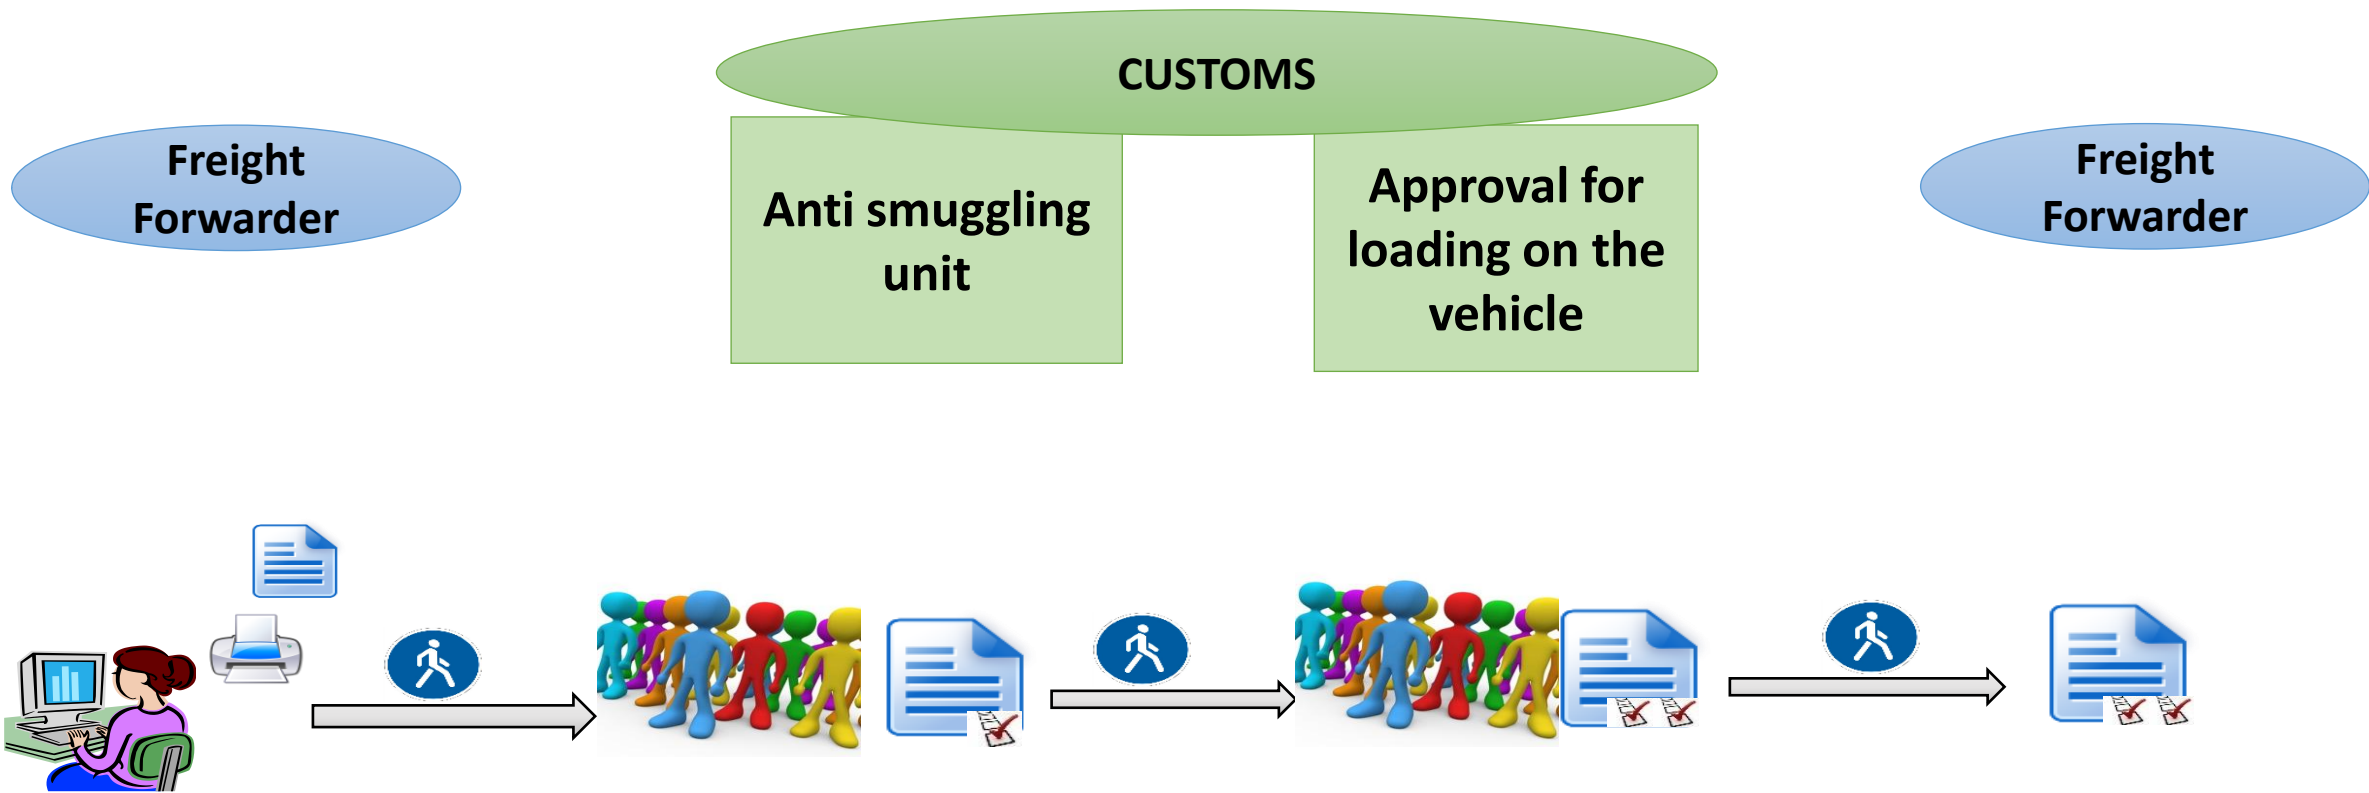 CUSTOMS
Freight
Forwarder
Anti smuggling
unit
Approval for
loading on the
vehicle
Freight
Forwarder